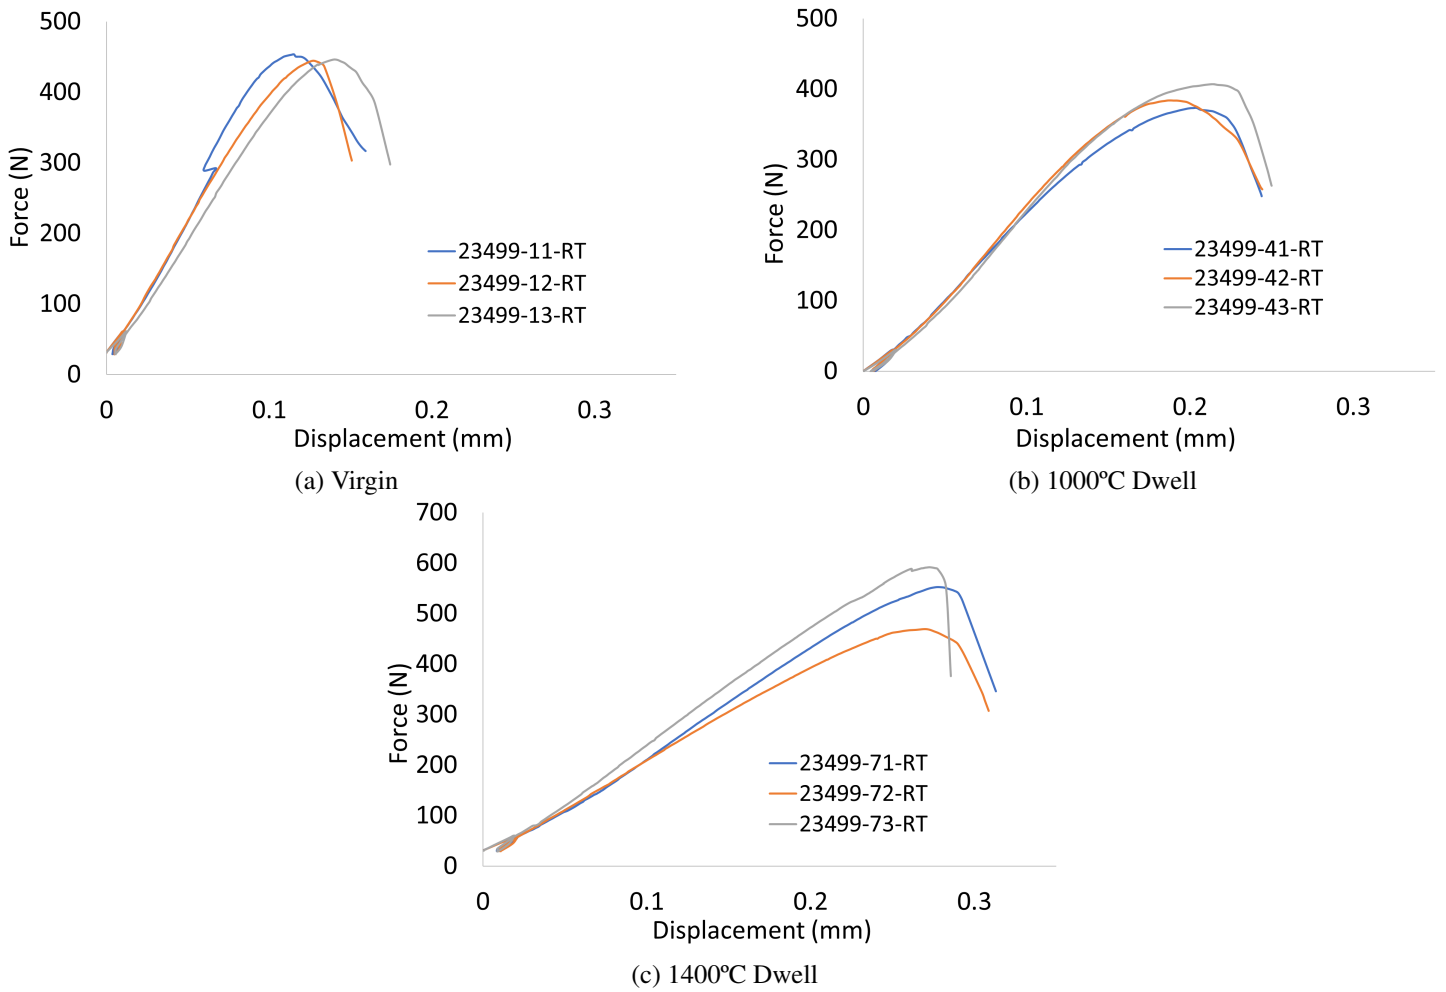 500
400
300
200
100
0
Force (N)
0 0.1 0.2 0.3
Displacement (mm)
23499-11-RT
23499-12-RT
23499-13-RT
(a) Virgin
500
400
300
200
100
0
Force (N)
0 0.1 0.2 0.3
Displacement (mm)
23499-41-RT
23499-42-RT
23499-43-RT
(b) 1000ºC Dwell
700
600
500
400
300
200
100
0
Force (N)
0 0.1 0.2 0.3
Displacement (mm)
23499-71-RT
23499-72-RT
23499-73-RT
(c) 1400ºC Dwell